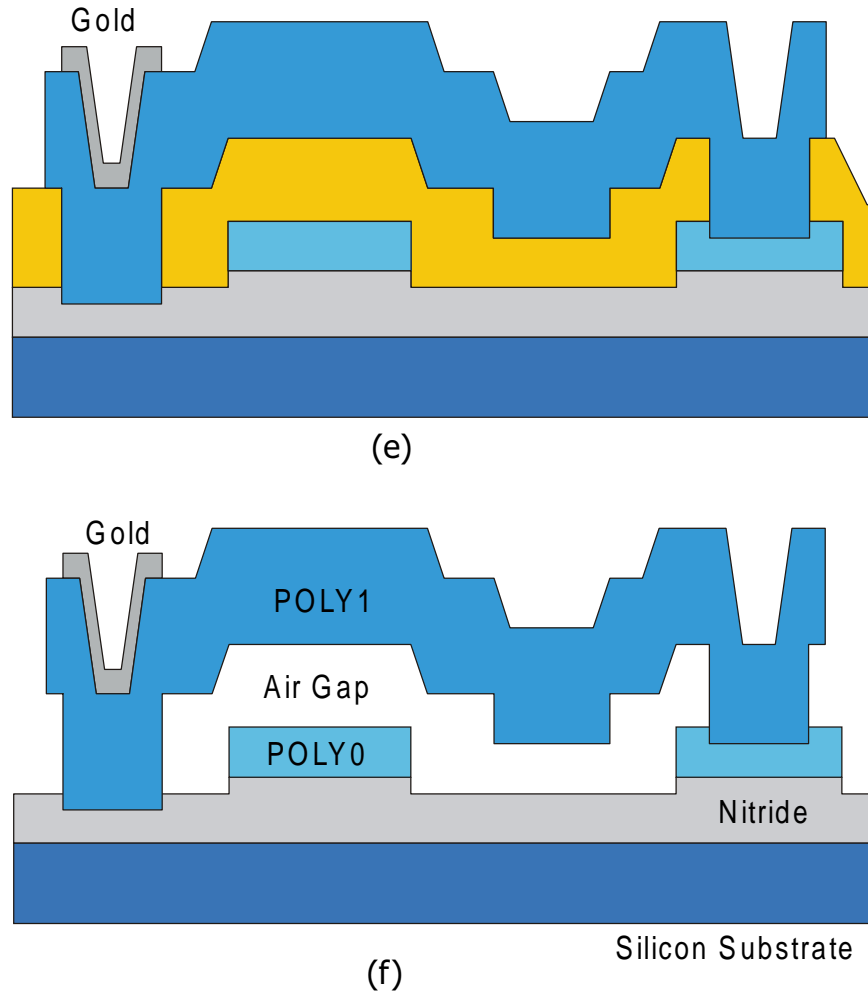 Gold
(e)
Gold
POLY1
Air Gap
POLY0
Nitride
Silicon Substrate
(f)